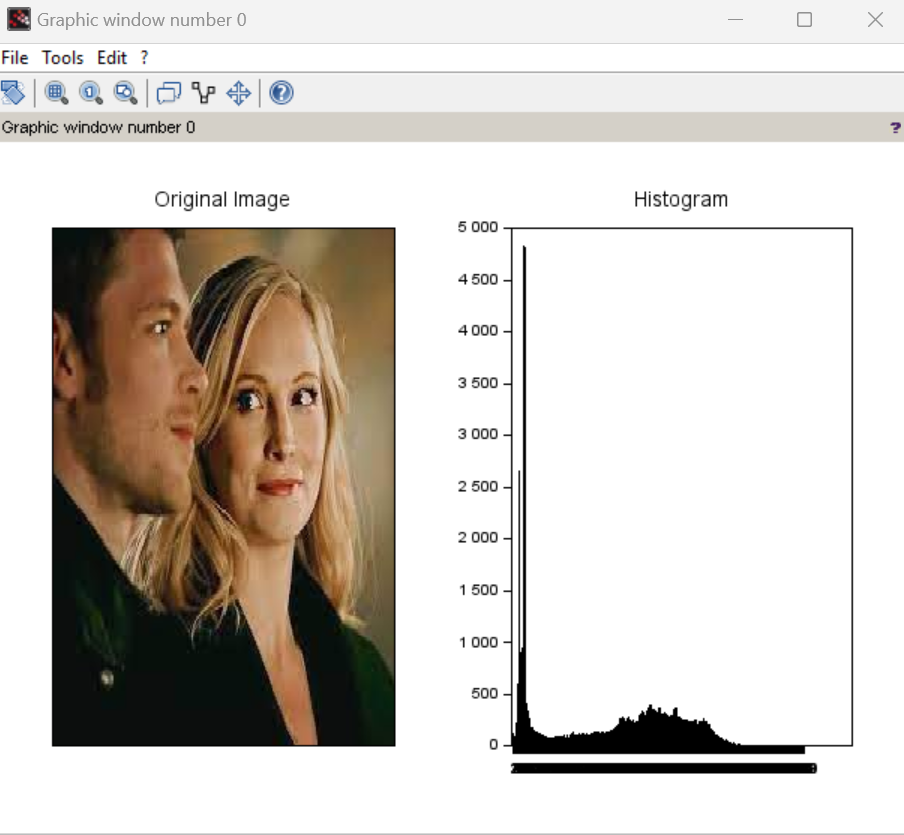 Graphic window number 0
File Tools Edit ?
Graphic window number 0 ?
Original Image
Histogram
5 000
4 500
4 000
3 500
3 000
2 500
2 000
1 500
1 000
500
0